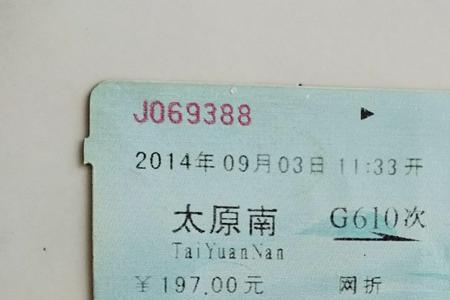 J069388
2014年09月03日 11:33开
太原南 G610次
TaiYuanNan
￥197.00元 网折